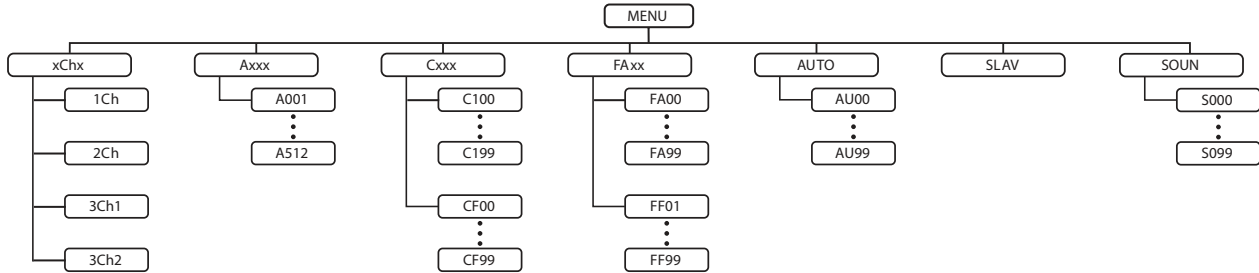 MENU
xChx
Axxx
Cxxx
FAxx
AUTO
SLAV
SOUN
1Ch
A001
C100
FA00
AU00
S000
2Ch
A512
C199
FA99
AU99
S099
3Ch1
CF00
FF01
3Ch2
CF99
FF99